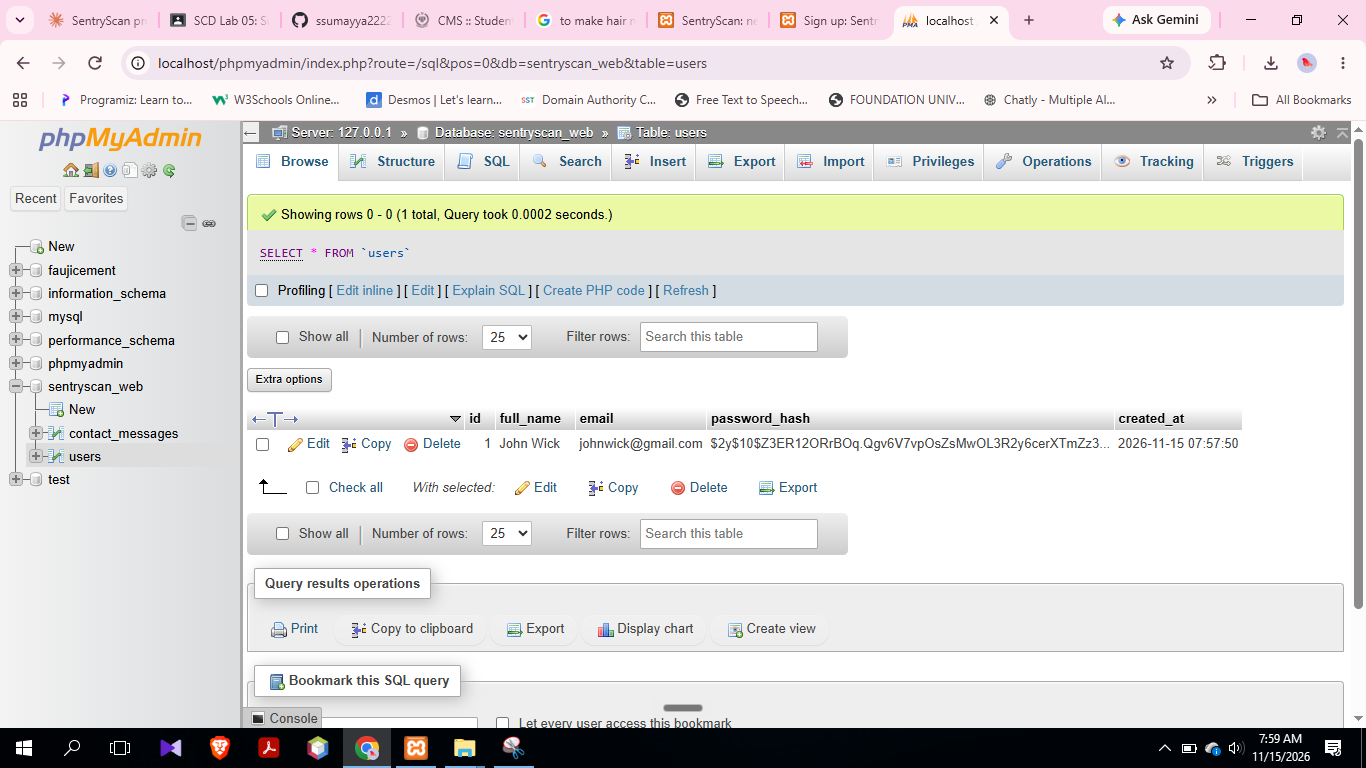 SentryScan pr
SCD Lab 05: S
ssumayya2222
CMS :: Studen
to make hair n
SentryScan: ne
Sign up: Sentr
localhost
Ask Gemini
localhost/phpmyadmin/index.php?route=/sql&pos=0&db=sentryscan_web&table=users
Programiz: Learn to...
W3Schools Online...
Desmos | Let's learn...
SST Domain Authority C...
Free Text to Speech...
FOUNDATION UNIV...
Chatly - Multiple AI...
»
All Bookmarks
phpMyAdmin
Recent Favorites
New
faujicement
information_schema
mysql
performance_schema
phpmyadmin
sentryscan_web
New
contact_messages
users
test
Server: 127.0.0.1 » Database: sentryscan_web » Table: users
Browse Structure SQL Search Insert Export Import Privileges Operations Tracking Triggers
Showing rows 0 - 0 (1 total, Query took 0.0002 seconds.)
SELECT * FROM `users`
Profiling [ Edit inline ] [ Edit ] [ Explain SQL ] [ Create PHP code ] [ Refresh ]
Show all Number of rows: 25 Filter rows: Search this table
Extra options
id full_name email password_hash created_at
Edit Copy Delete 1 John Wick johnwick@gmail.com $2y$10$Z3ER12ORrBOq.Qgv6V7vpOsZsMwOL3R2y6cerXTmZz3... 2026-11-15 07:57:50
Check all With selected: Edit Copy Delete Export
Show all Number of rows: 25 Filter rows: Search this table
Query results operations
Print Copy to clipboard Export Display chart Create view
Bookmark this SQL query
Console
Let every user access this bookmark
7:59 AM
11/15/2026